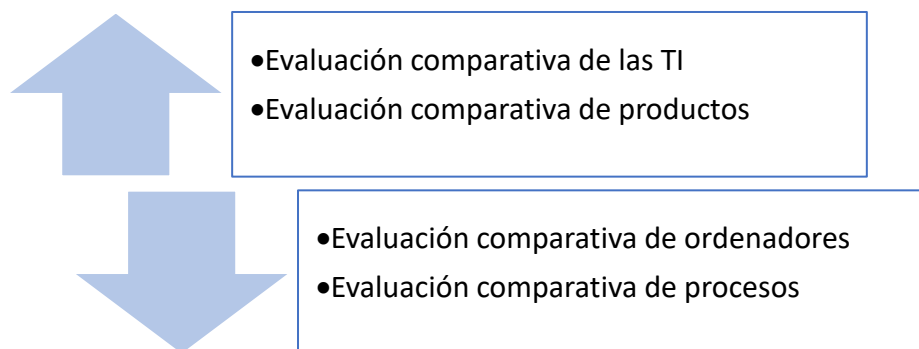 •Evaluación comparativa de las TI
•Evaluación comparativa de productos
•Evaluación comparativa de ordenadores
•Evaluación comparativa de procesos